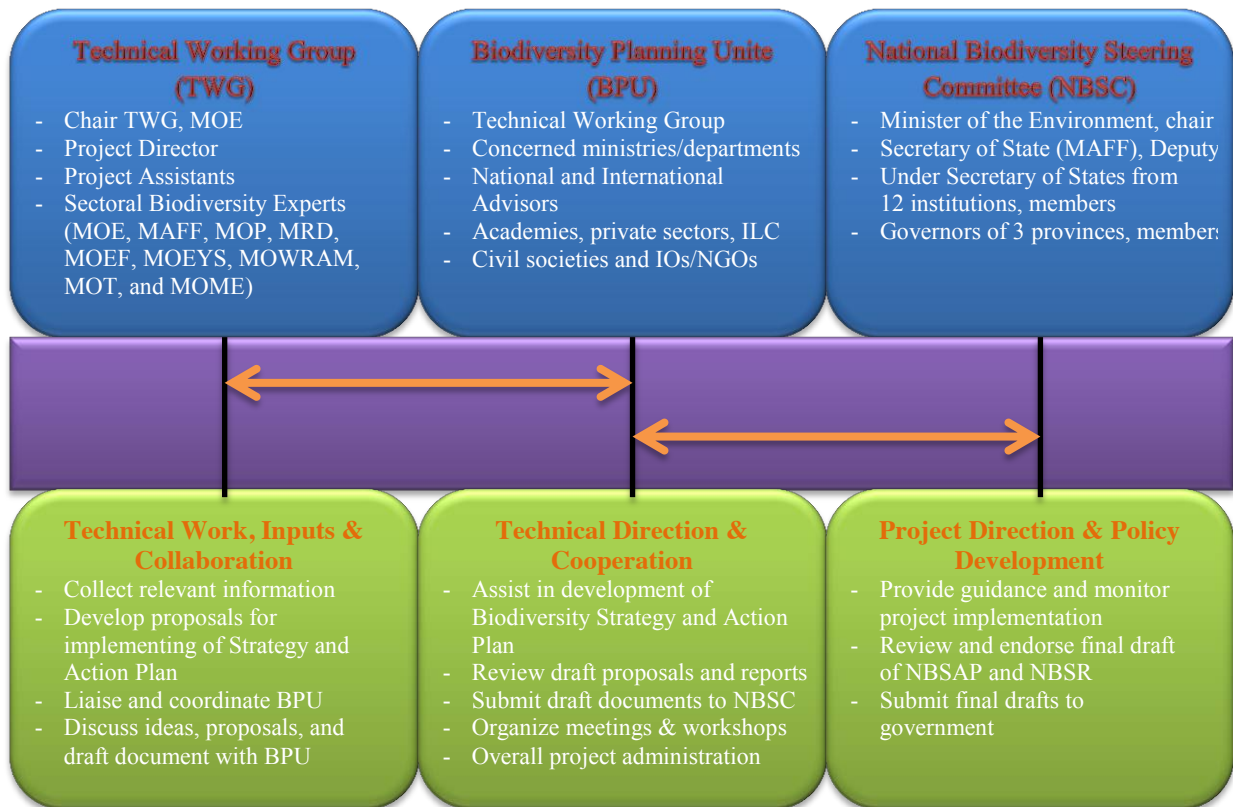 Technical Working Group
(TWG)
- Chair TWG, MOE
- Project Director
- Project Assistants
- Sectoral Biodiversity Experts
(MOE, MAFF, MOP, MRD,
MOEF, MOEYS, MOWRAM,
MOT, and MOME)
Biodiversity Planning Unite
(BPU)
- Technical Working Group
- Concerned ministries/departments
- National and International
Advisors
- Academies, private sectors, ILC
- Civil societies and IOs/NGOs
National Biodiversity Steering
Committee (NBSC)
- Minister of the Environment, chair
- Secretary of State (MAFF), Deputy
- Under Secretary of States from
12 institutions, members
- Governors of 3 provinces, members
Technical Work, Inputs &
Collaboration
- Collect relevant information
- Develop proposals for
implementing of Strategy and
Action Plan
- Liaise and coordinate BPU
- Discuss ideas, proposals, and
draft document with BPU
Technical Direction &
Cooperation
- Assist in development of
Biodiversity Strategy and Action
Plan
- Review draft proposals and reports
- Submit draft documents to NBSC
- Organize meetings & workshops
- Overall project administration
Project Direction & Policy
Development
- Provide guidance and monitor
project implementation
- Review and endorse final draft
of NBSAP and NBSR
- Submit final drafts to
government